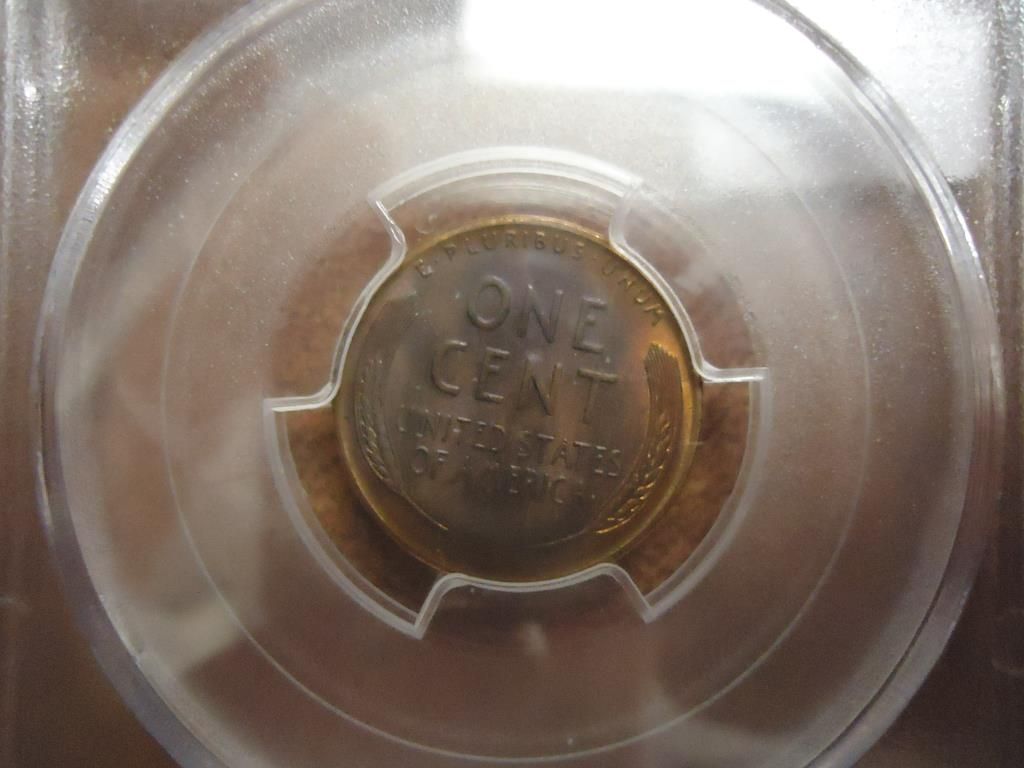 E·PLURIBUS·UNUM
ONE
CENT
UNITED STATES
OF AMERICA